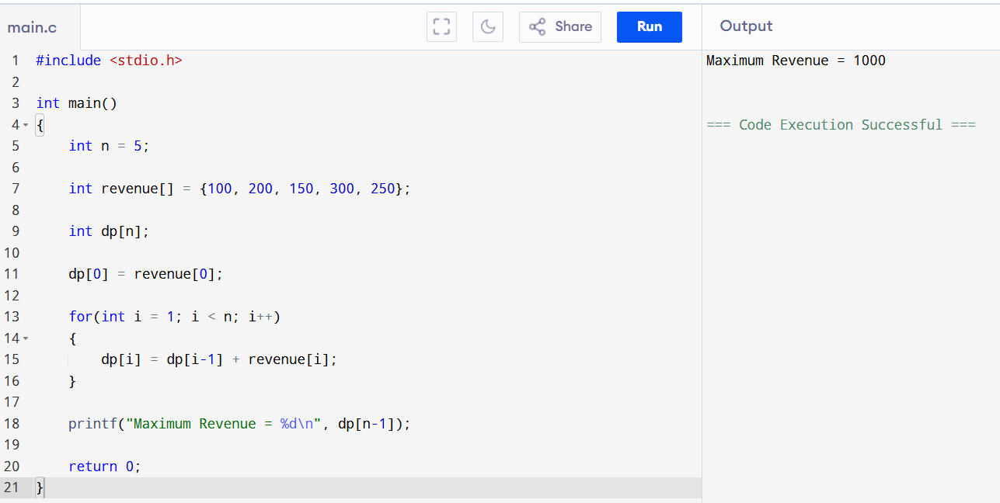 main.c
Share
Run
Output
1 #include <stdio.h>
2
3 int main()
4 {
5     int n = 5;
6
7     int revenue[] = {100, 200, 150, 300, 250};
8
9     int dp[n];
10
11     dp[0] = revenue[0];
12
13     for(int i = 1; i < n; i++)
14     {
15         dp[i] = dp[i-1] + revenue[i];
16     }
17
18     printf("Maximum Revenue = %d\n", dp[n-1]);
19
20     return 0;
21 }
Maximum Revenue = 1000
=== Code Execution Successful ===